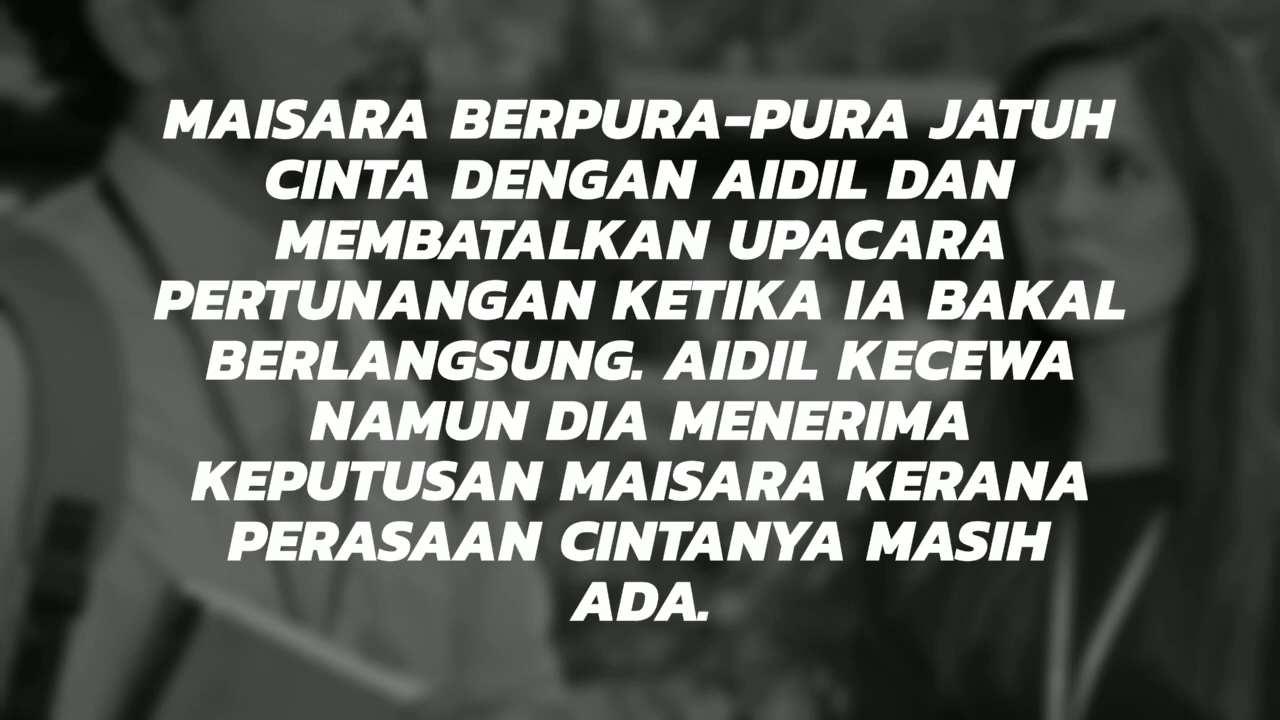 MAISARA BERPURA-PURA JATUH
CINTA DENGAN AIDIL DAN
MEMBATALKAN UPACARA
PERTUNANGAN KETIKA IA BAKAL
BERLANGSUNG. AIDIL KECEWA
NAMUN DIA MENERIMA
KEPUTUSAN MAISARA KERANA
PERASAAN CINTANYA MASIH
ADA.